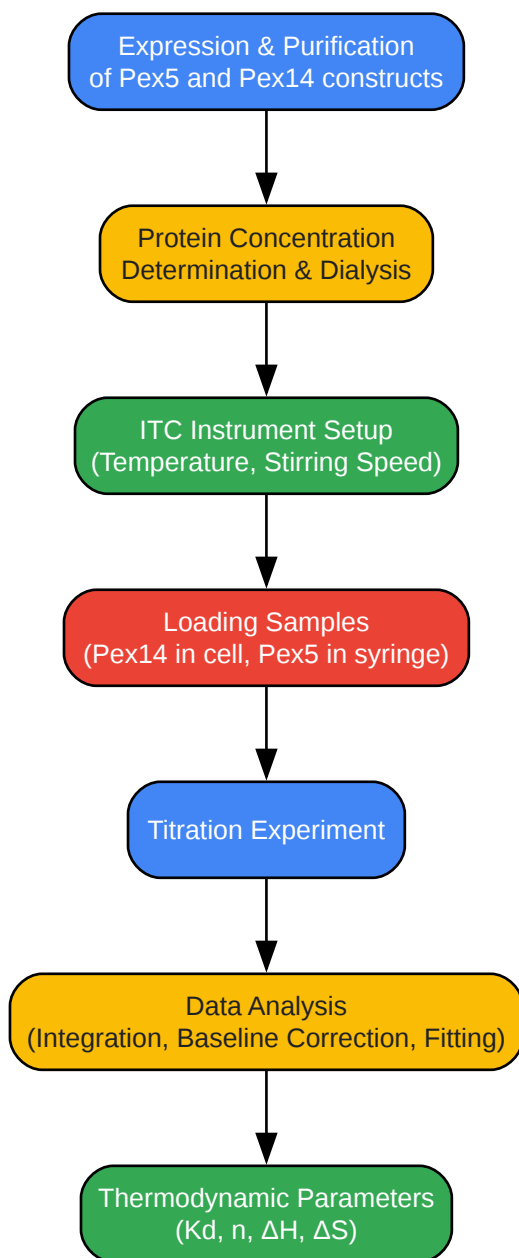 Expression & Purification
of Pex5 and Pex14 constructs
Protein Concentration
Determination & Dialysis
ITC Instrument Setup
(Temperature, Stirring Speed)
Loading Samples
(Pex14 in cell, Pex5 in syringe)
Titration Experiment
Data Analysis
(Integration, Baseline Correction, Fitting)
Thermodynamic Parameters
(Kd, n, ΔH, ΔS)